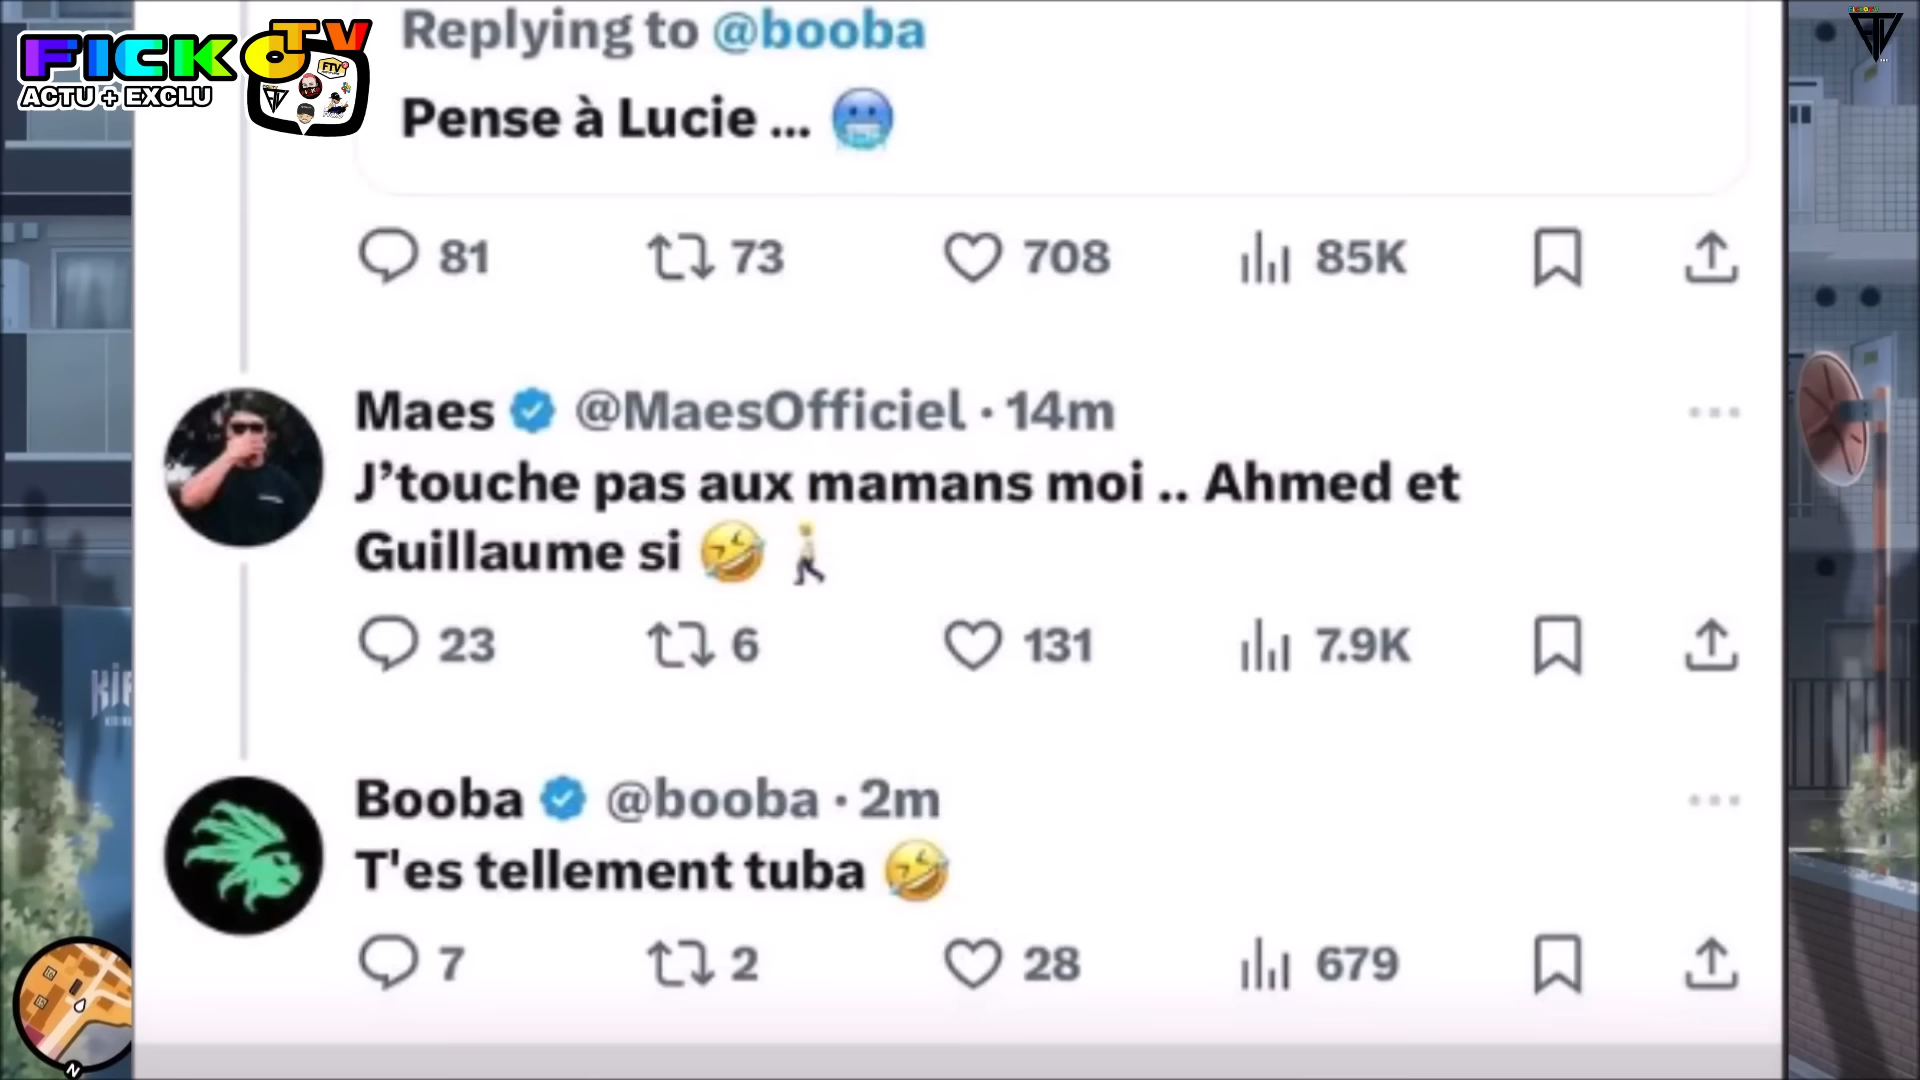 FICKO TV
ACTU + EXCLU
FTV
Replying to @booba
Pense à Lucie ... 🥶
81 73 708 85K
Maes @MaesOfficiel · 14m
J’touche pas aux mamans moi .. Ahmed et
Guillaume si 🤣 🚶
23 6 131 7.9K
Booba @booba · 2m
T'es tellement tuba 🤣
7 2 28 679
N